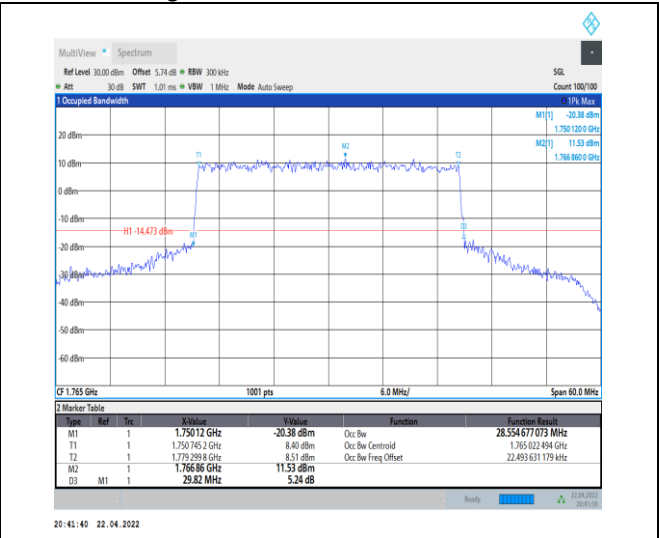 MultiView Spectrum
Ref Level 30.00 dBm Offset 5.74 dB RBW 300 kHz SGL
Att 30 dB SWT 1.01 ms VBW 1 MHz Mode Auto Sweep Count 100/100
1 Occupied Bandwidth 1Pk Max
M1[1] -20.38 dBm
1.750 120 0 GHz
M2[1] 11.53 dBm
1.766 860 0 GHz
20 dBm
M2
T1 T2
10 dBm
0 dBm
-10 dBm
D3
H1 -14.473 dBm
M1
-20 dBm
-30 dBm
-40 dBm
-50 dBm
-60 dBm
CF 1.765 GHz 1001 pts 6.0 MHz/ Span 60.0 MHz
2 Marker Table
Type Ref Trc X-Value Y-Value Function Function Result
M1 1 1.75012 GHz -20.38 dBm Occ Bw 28.554 677 073 MHz
T1 1 1.750 745 2 GHz 8.40 dBm Occ Bw Centroid 1.765 022 494 GHz
T2 1 1.779 299 8 GHz 8.51 dBm Occ Bw Freq Offset 22.493 631 179 kHz
M2 1 1.76686 GHz 11.53 dBm
D3 M1 1 29.82 MHz 5.24 dB
Ready 22.04.2022
20:41:39
20:41:40 22.04.2022